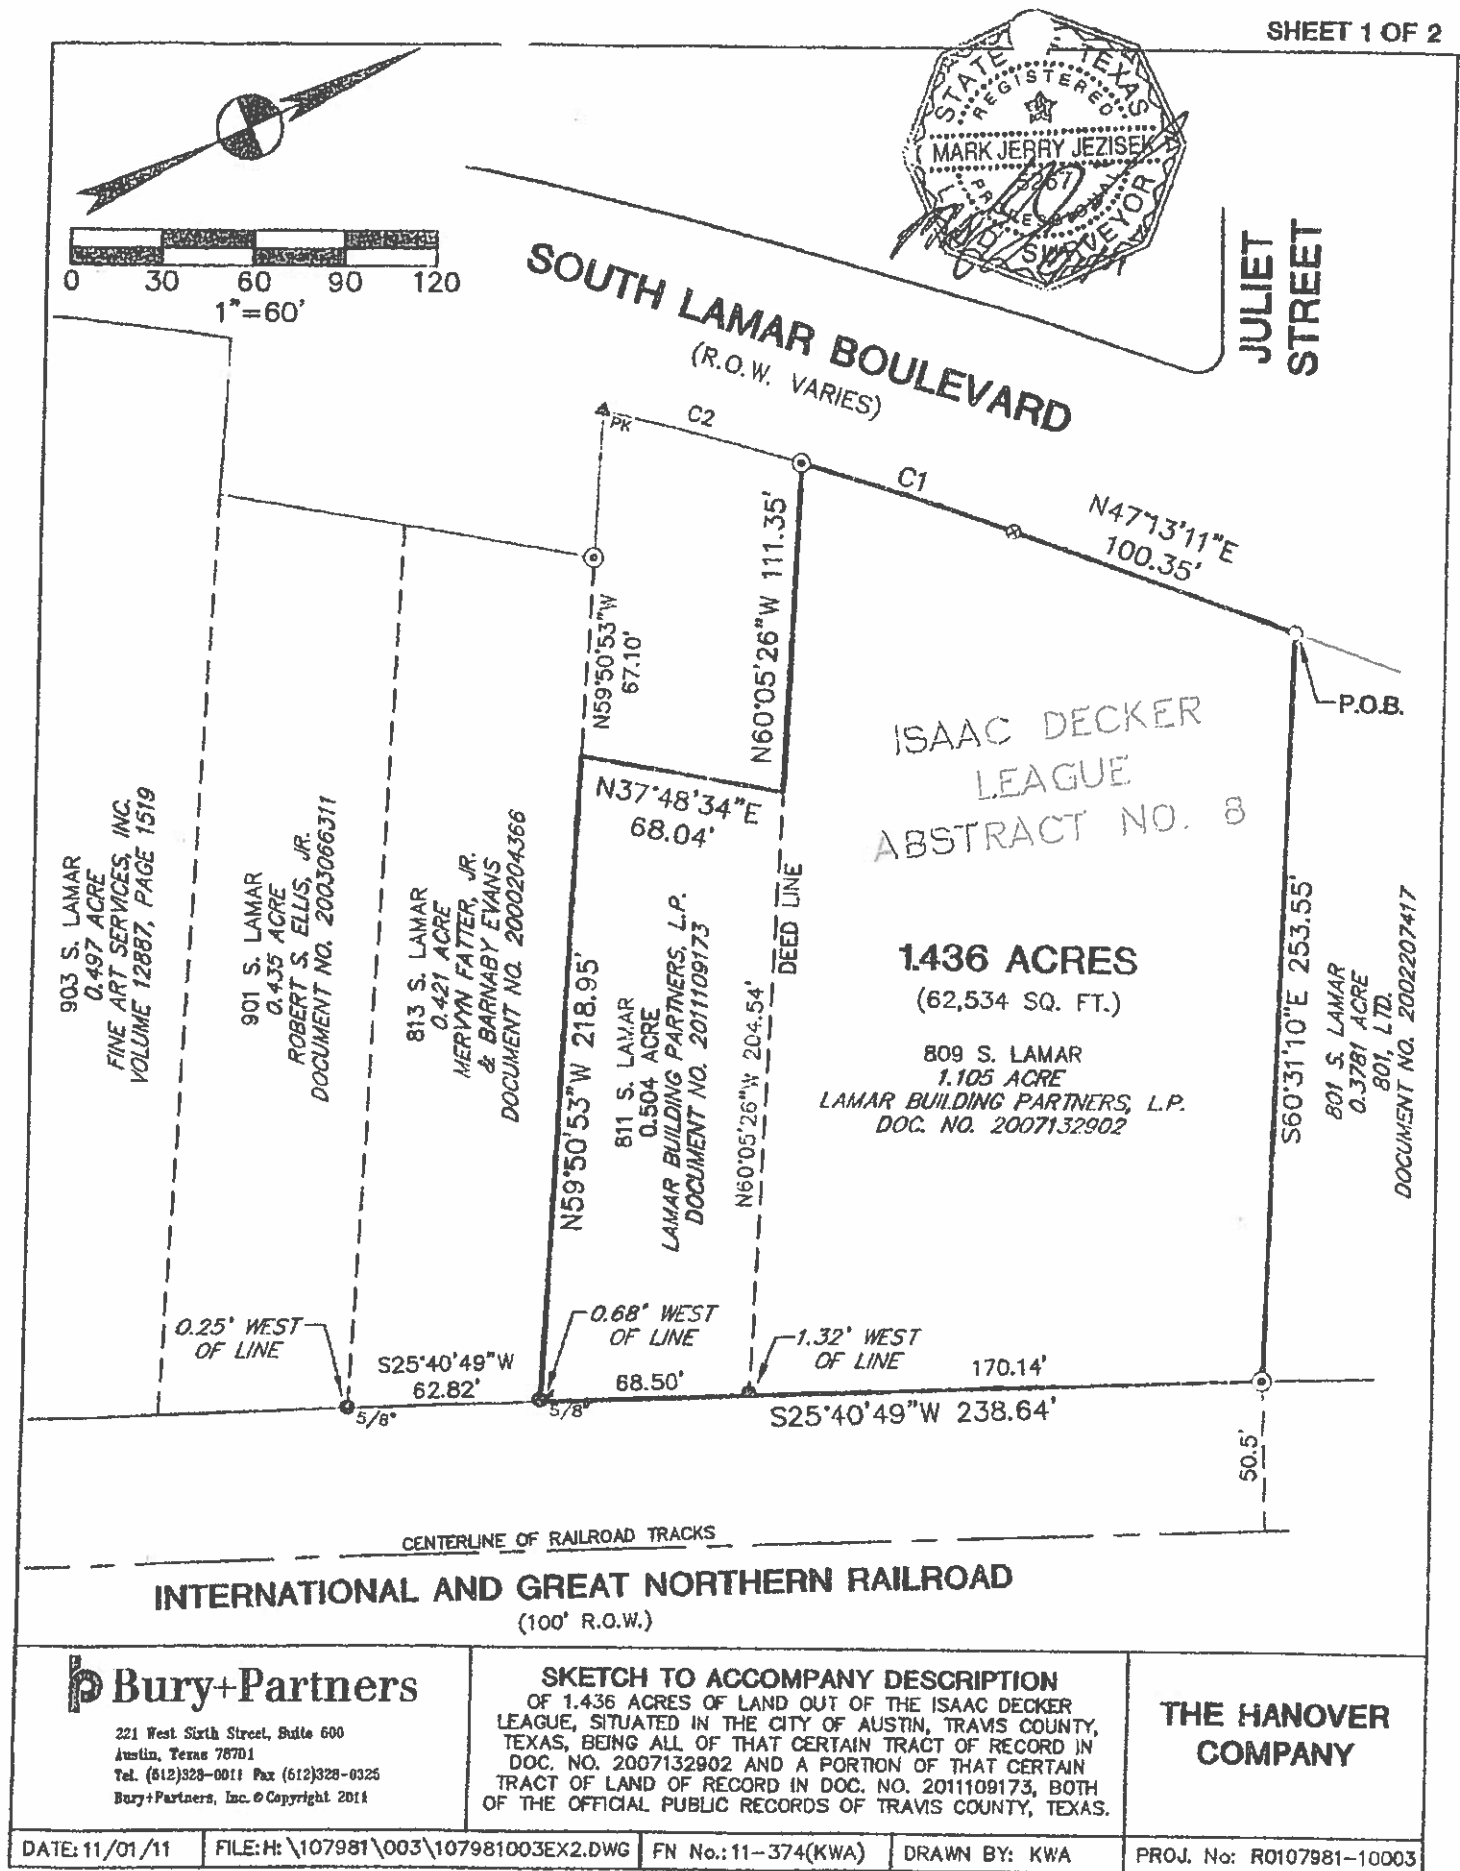 SHEET 1 OF 2
STATE OF TEXAS
REGISTERED
MARK JERRY JEZISEK
5267
PROFESSIONAL
LAND SURVEYOR
0 30 60 90 120
1"=60'
SOUTH LAMAR BOULEVARD
(R.O.W. VARIES)
JULIET
STREET
PK
C2
C1
N47°13'11"E
100.35'
P.O.B.
N59°50'53"W
67.10'
N60°05'26"W 111.35'
N37°48'34"E
68.04'
ISAAC DECKER
LEAGUE
ABSTRACT NO. 8
903 S. LAMAR
0.497 ACRE
FINE ART SERVICES, INC.
VOLUME 12887, PAGE 1519
901 S. LAMAR
0.435 ACRE
ROBERT S. ELLIS, JR.
DOCUMENT NO. 2003066311
813 S. LAMAR
0.421 ACRE
MERVYN FATTER, JR.
& BARNABY EVANS
DOCUMENT NO. 2000204366
N59°50'53"W 218.95'
811 S. LAMAR
0.504 ACRE
LAMAR BUILDING PARTNERS, L.P.
DOCUMENT NO. 2011109173
N60°05'26"W 204.54'
DEED LINE
1.436 ACRES
(62,534 SQ. FT.)
809 S. LAMAR
1.105 ACRE
LAMAR BUILDING PARTNERS, L.P.
DOC. NO. 2007132902
S60°31'10"E 253.55'
801 S. LAMAR
0.3781 ACRE
801, LTD.
DOCUMENT NO. 2002207417
0.25' WEST
OF LINE
0.68' WEST
OF LINE
1.32' WEST
OF LINE
S25°40'49"W
62.82'
68.50'
170.14'
5/8"
5/8"
S25°40'49"W 238.64'
50.5'
CENTERLINE OF RAILROAD TRACKS
INTERNATIONAL AND GREAT NORTHERN RAILROAD
(100' R.O.W.)
Bury+Partners
221 West Sixth Street, Suite 600
Austin, Texas 78701
Tel. (512)328-0011 Fax (512)328-0325
Bury+Partners, Inc. © Copyright 2011
SKETCH TO ACCOMPANY DESCRIPTION
OF 1.436 ACRES OF LAND OUT OF THE ISAAC DECKER
LEAGUE, SITUATED IN THE CITY OF AUSTIN, TRAVIS COUNTY,
TEXAS, BEING ALL OF THAT CERTAIN TRACT OF RECORD IN
DOC. NO. 2007132902 AND A PORTION OF THAT CERTAIN
TRACT OF LAND OF RECORD IN DOC. NO. 2011109173, BOTH
OF THE OFFICIAL PUBLIC RECORDS OF TRAVIS COUNTY, TEXAS.
THE HANOVER
COMPANY
DATE: 11/01/11
FILE: H: \107981\003\107981003EX2.DWG
FN No.: 11-374(KWA)
DRAWN BY: KWA
PROJ. No: R0107981-10003